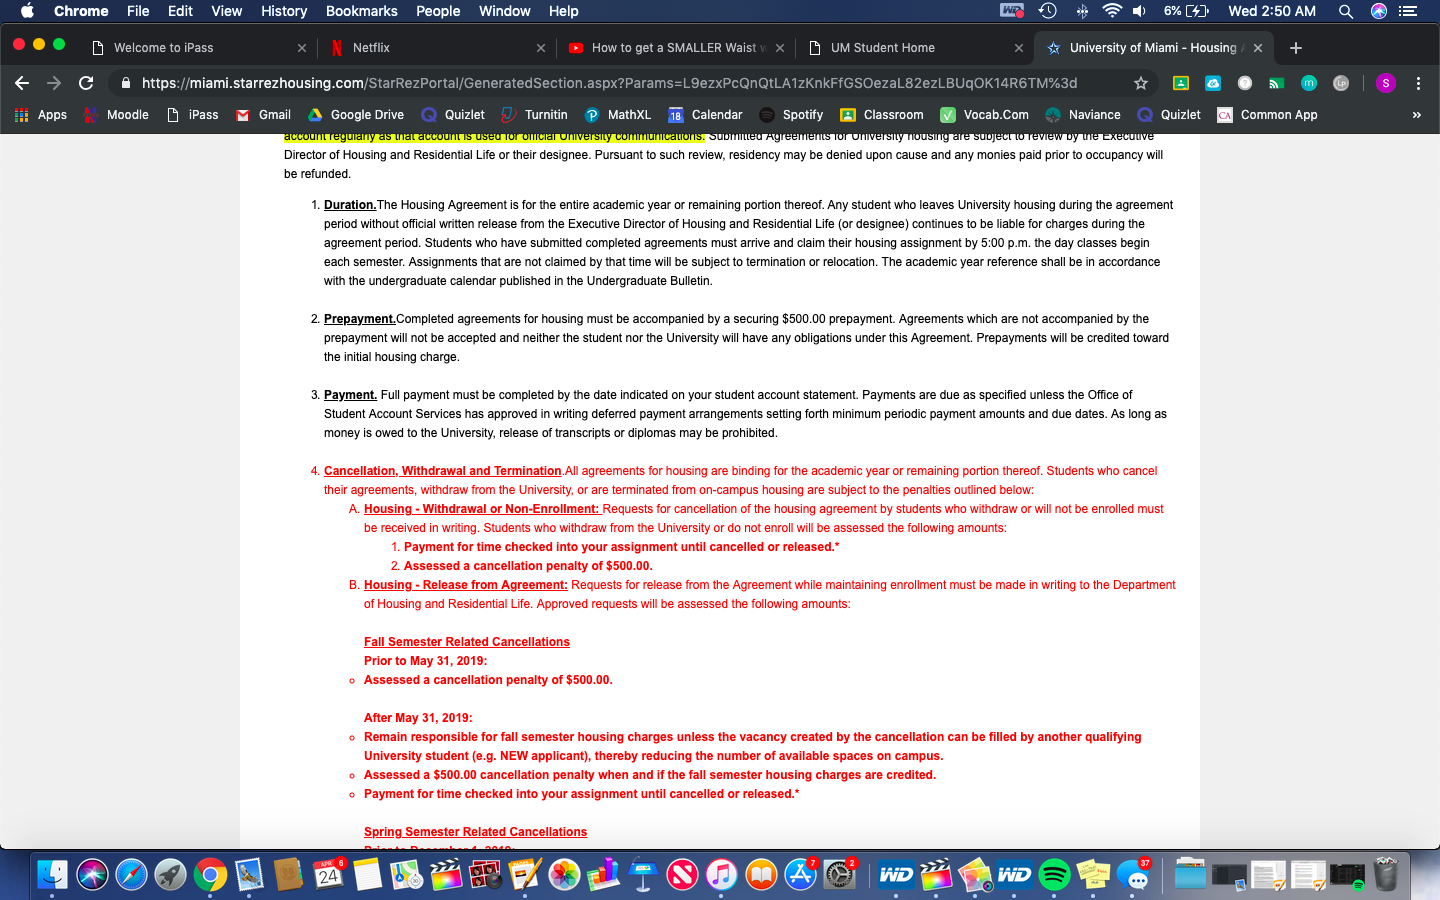 Chrome File Edit View History Bookmarks People Window Help 6% Wed 2:50 AM
Welcome to iPass Netflix How to get a SMALLER Waist UM Student Home University of Miami - Housing
https://miami.starrezhousing.com/StarRezPortal/GeneratedSection.aspx?Params=L9ezxPcQnQtLA1zKnkFfGSOezaL82ezLBUqOK14R6TM%3d
Apps Moodle iPass Gmail Google Drive Quizlet Turnitin MathXL Calendar Spotify Classroom Vocab.Com Naviance Quizlet Common App »
account regularly as that account is used for official University communications. Submitted Agreements for University housing are subject to review by the Executive
Director of Housing and Residential Life or their designee. Pursuant to such review, residency may be denied upon cause and any monies paid prior to occupancy will
be refunded.
1. Duration.The Housing Agreement is for the entire academic year or remaining portion thereof. Any student who leaves University housing during the agreement
period without official written release from the Executive Director of Housing and Residential Life (or designee) continues to be liable for charges during the
agreement period. Students who have submitted completed agreements must arrive and claim their housing assignment by 5:00 p.m. the day classes begin
each semester. Assignments that are not claimed by that time will be subject to termination or relocation. The academic year reference shall be in accordance
with the undergraduate calendar published in the Undergraduate Bulletin.
2. Prepayment.Completed agreements for housing must be accompanied by a securing $500.00 prepayment. Agreements which are not accompanied by the
prepayment will not be accepted and neither the student nor the University will have any obligations under this Agreement. Prepayments will be credited toward
the initial housing charge.
3. Payment. Full payment must be completed by the date indicated on your student account statement. Payments are due as specified unless the Office of
Student Account Services has approved in writing deferred payment arrangements setting forth minimum periodic payment amounts and due dates. As long as
money is owed to the University, release of transcripts or diplomas may be prohibited.
4. Cancellation, Withdrawal and Termination.All agreements for housing are binding for the academic year or remaining portion thereof. Students who cancel
their agreements, withdraw from the University, or are terminated from on-campus housing are subject to the penalties outlined below:
A. Housing - Withdrawal or Non-Enrollment: Requests for cancellation of the housing agreement by students who withdraw or will not be enrolled must
be received in writing. Students who withdraw from the University or do not enroll will be assessed the following amounts:
1. Payment for time checked into your assignment until cancelled or released.*
2. Assessed a cancellation penalty of $500.00.
B. Housing - Release from Agreement: Requests for release from the Agreement while maintaining enrollment must be made in writing to the Department
of Housing and Residential Life. Approved requests will be assessed the following amounts:
Fall Semester Related Cancellations
Prior to May 31, 2019:
Assessed a cancellation penalty of $500.00.
After May 31, 2019:
Remain responsible for fall semester housing charges unless the vacancy created by the cancellation can be filled by another qualifying
University student (e.g. NEW applicant), thereby reducing the number of available spaces on campus.
Assessed a $500.00 cancellation penalty when and if the fall semester housing charges are credited.
Payment for time checked into your assignment until cancelled or released.*
Spring Semester Related Cancellations
Prior to December 1, 2019:
APR 24 6 7 2 WD WD 37